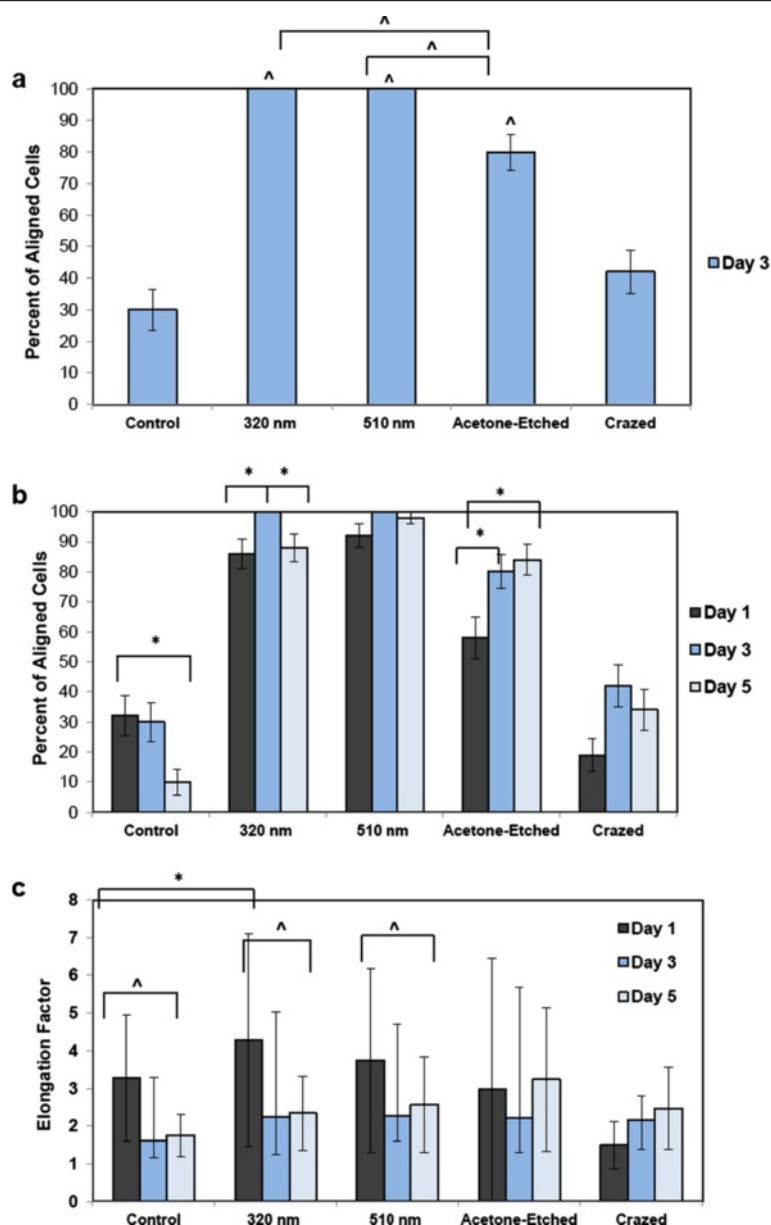 ^
^
a
^
^
^
100
90
80
70
60
50
40
30
20
10
0
Percent of Aligned Cells
Day 3
Control 320 nm 510 nm Acetone-Etched Crazed
b
* *
*
*
*
100
90
80
70
60
50
40
30
20
10
0
Percent of Aligned Cells
Day 1
Day 3
Day 5
Control 320 nm 510 nm Acetone-Etched Crazed
c
*
^
^
^
8
7
6
5
4
3
2
1
0
Elongation Factor
Day 1
Day 3
Day 5
Control 320 nm 510 nm Acetone-Etched Crazed